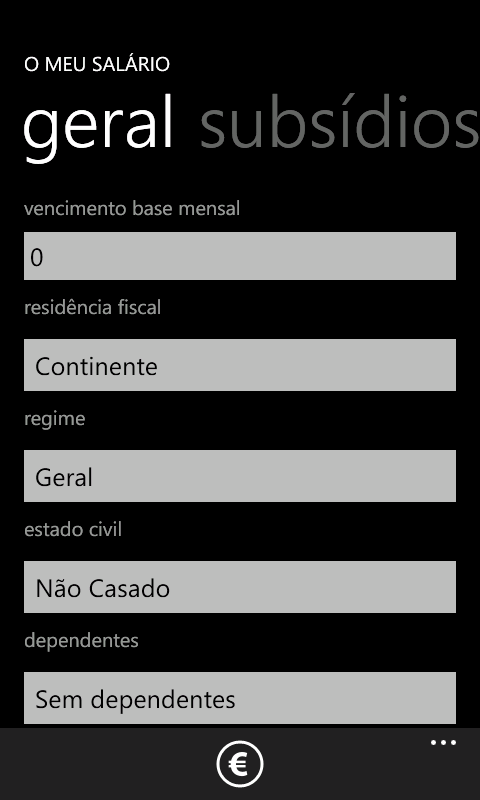 O MEU SALÁRIO
geral subsídios
vencimento base mensal
0
residência fiscal
Continente
regime
Geral
estado civil
Não Casado
dependentes
Sem dependentes
€